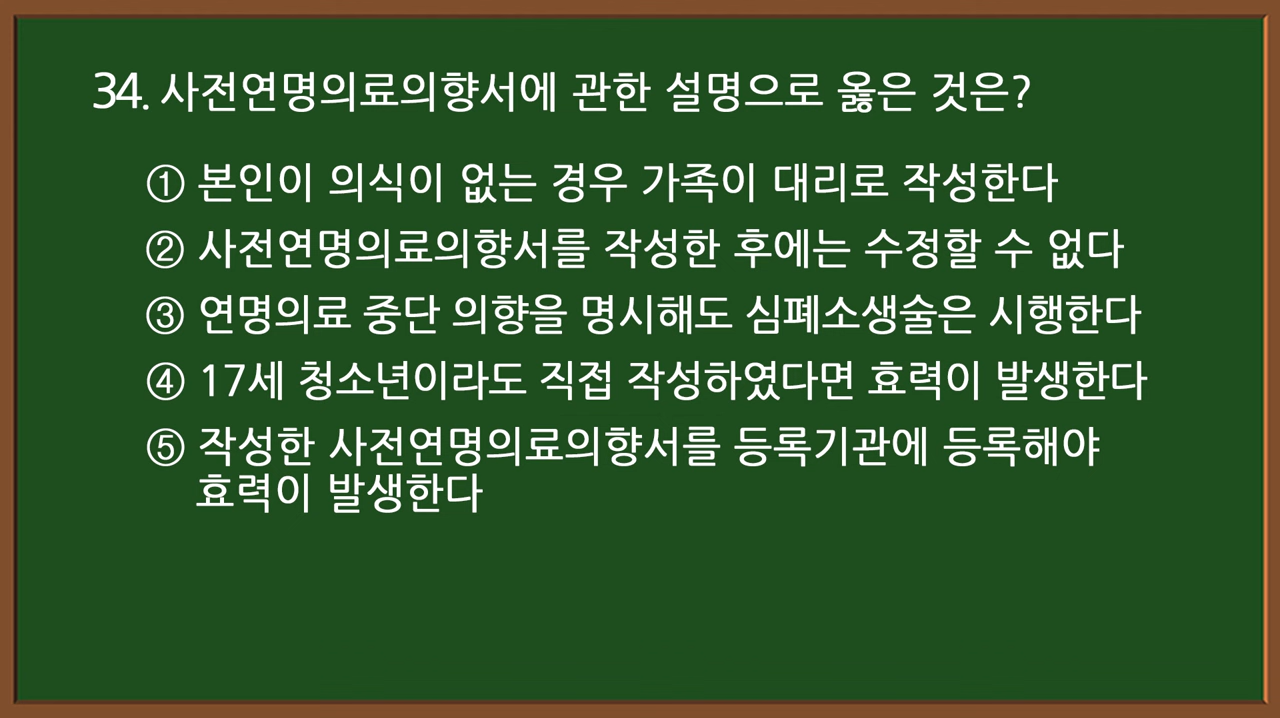 34. 사전연명의료의향서에 관한 설명으로 옳은 것은?
① 본인이 의식이 없는 경우 가족이 대리로 작성한다
② 사전연명의료의향서를 작성한 후에는 수정할 수 없다
③ 연명의료 중단 의향을 명시해도 심폐소생술은 시행한다
④ 17세 청소년이라도 직접 작성하였다면 효력이 발생한다
⑤ 작성한 사전연명의료의향서를 등록기관에 등록해야
효력이 발생한다